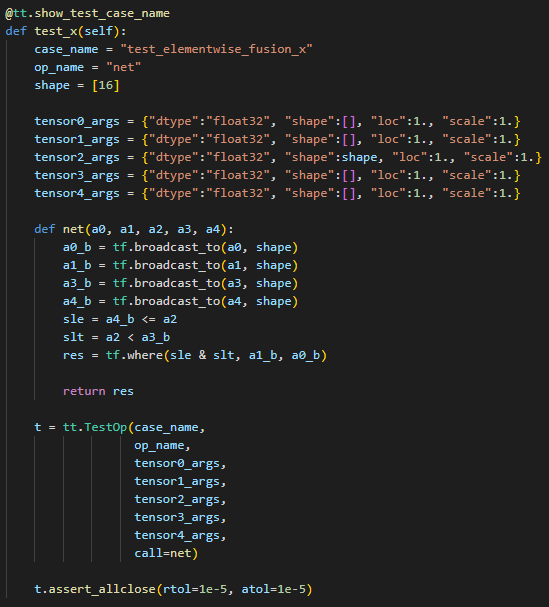 @tt.show_test_case_name
def test_x(self):
    case_name = "test_elementwise_fusion_x"
    op_name = "net"
    shape = [16]

    tensor0_args = {"dtype":"float32", "shape":[], "loc":1., "scale":1.}
    tensor1_args = {"dtype":"float32", "shape":[], "loc":1., "scale":1.}
    tensor2_args = {"dtype":"float32", "shape":shape, "loc":1., "scale":1.}
    tensor3_args = {"dtype":"float32", "shape":[], "loc":1., "scale":1.}
    tensor4_args = {"dtype":"float32", "shape":[], "loc":1., "scale":1.}

    def net(a0, a1, a2, a3, a4):
        a0_b = tf.broadcast_to(a0, shape)
        a1_b = tf.broadcast_to(a1, shape)
        a3_b = tf.broadcast_to(a3, shape)
        a4_b = tf.broadcast_to(a4, shape)
        sle = a4_b <= a2
        slt = a2 < a3_b
        res = tf.where(sle & slt, a1_b, a0_b)

        return res

    t = tt.TestOp(case_name,
                  op_name,
                  tensor0_args,
                  tensor1_args,
                  tensor2_args,
                  tensor3_args,
                  tensor4_args,
                  call=net)

    t.assert_allclose(rtol=1e-5, atol=1e-5)